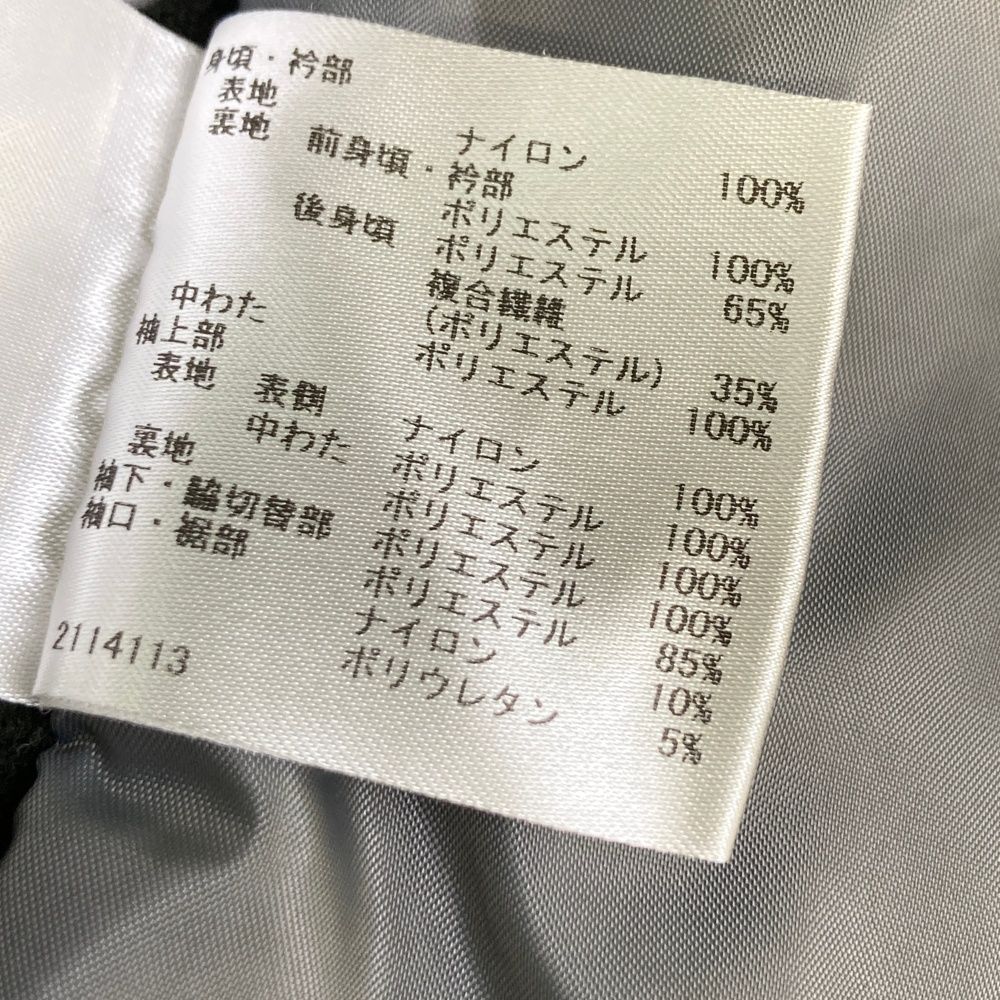 身頃・衿部
表地 ナイロン 100%
裏地 前身頃・衿部
ポリエステル 100%
後身頃 ポリエステル 65%
複合繊維
(ポリエステル) 35%
中わた ポリエステル 100%
袖上部
表地 表側 ナイロン 100%
中わた ポリエステル 100%
裏地 ポリエステル 100%
袖下・脇切替部 ポリエステル 100%
袖口・裾部 ポリエステル 85%
ナイロン 10%
ポリウレタン 5%
2114113